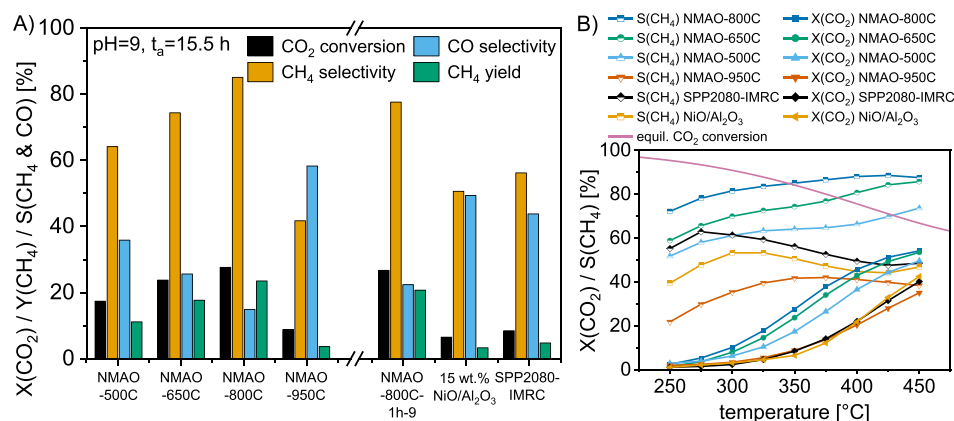 A)
pH=9, tₐ=15.5 h
CO₂ conversion
CO selectivity
CH₄ selectivity
CH₄ yield
X(CO₂) / Y(CH₄) / S(CH₄ & CO) [%]
100
80
60
40
20
0
NMAO
-500C
NMAO
-650C
NMAO
-800C
NMAO
-950C
NMAO
-800C-
1h-9
15 wt.%
NiO/Al₂O₃
SPP2080-
IMRC
B)
S(CH₄) NMAO-800C
X(CO₂) NMAO-800C
S(CH₄) NMAO-650C
X(CO₂) NMAO-650C
S(CH₄) NMAO-500C
X(CO₂) NMAO-500C
S(CH₄) NMAO-950C
X(CO₂) NMAO-950C
S(CH₄) SPP2080-IMRC
X(CO₂) SPP2080-IMRC
S(CH₄) NiO/Al₂O₃
X(CO₂) NiO/Al₂O₃
equil. CO₂ conversion
X(CO₂) / S(CH₄) [%]
100
80
60
40
20
0
250 300 350 400 450
temperature [°C]